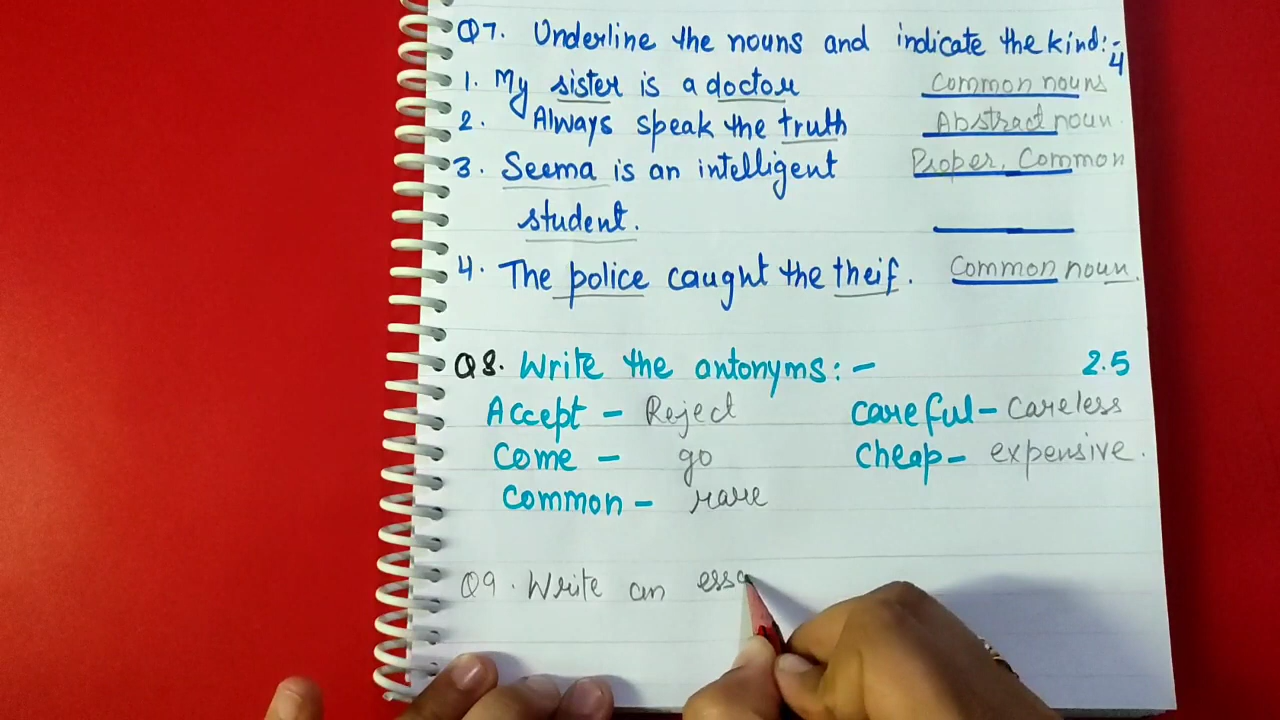 Q7. Underline the nouns and indicate the kind:- 4
1. My sister is a doctor Common nouns
2. Always speak the truth Abstract noun.
3. Seema is an intelligent Proper, Common
student.
4. The police caught the theif. Common noun.
Q8. Write the antonyms:- 2.5
Accept - Reject careful - Careless
Come - go Cheap - expensive.
Common - rare
Q9. Write an essa